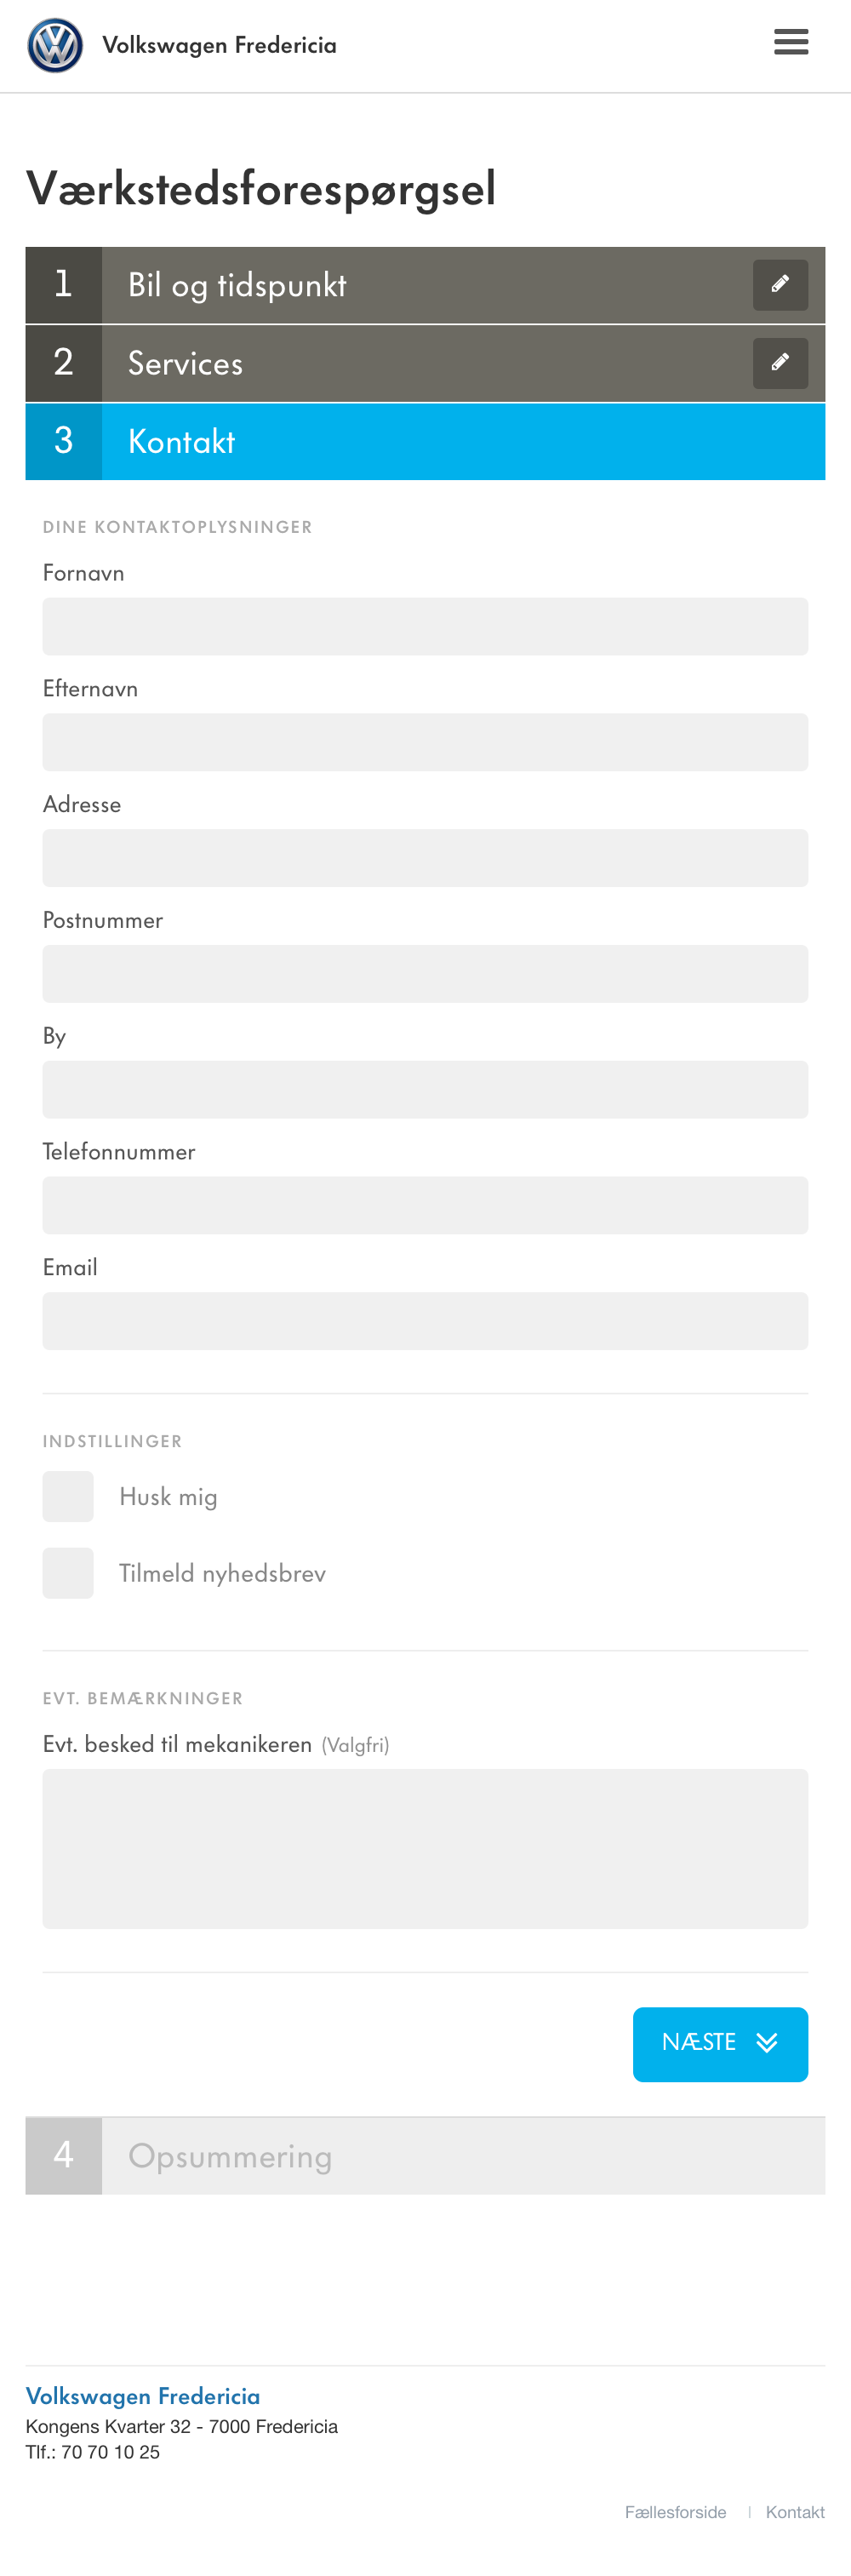 Volkswagen Fredericia
Værkstedsforespørgsel
1 Bil og tidspunkt
2 Services
3 Kontakt
DINE KONTAKTOPLYSNINGER
Fornavn
Efternavn
Adresse
Postnummer
By
Telefonnummer
Email
INDSTILLINGER
Husk mig
Tilmeld nyhedsbrev
EVT. BEMÆRKNINGER
Evt. besked til mekanikeren (Valgfri)
NÆSTE
4 Opsummering
Volkswagen Fredericia
Kongens Kvarter 32 - 7000 Fredericia
Tlf.: 70 70 10 25
Fællesforside | Kontakt